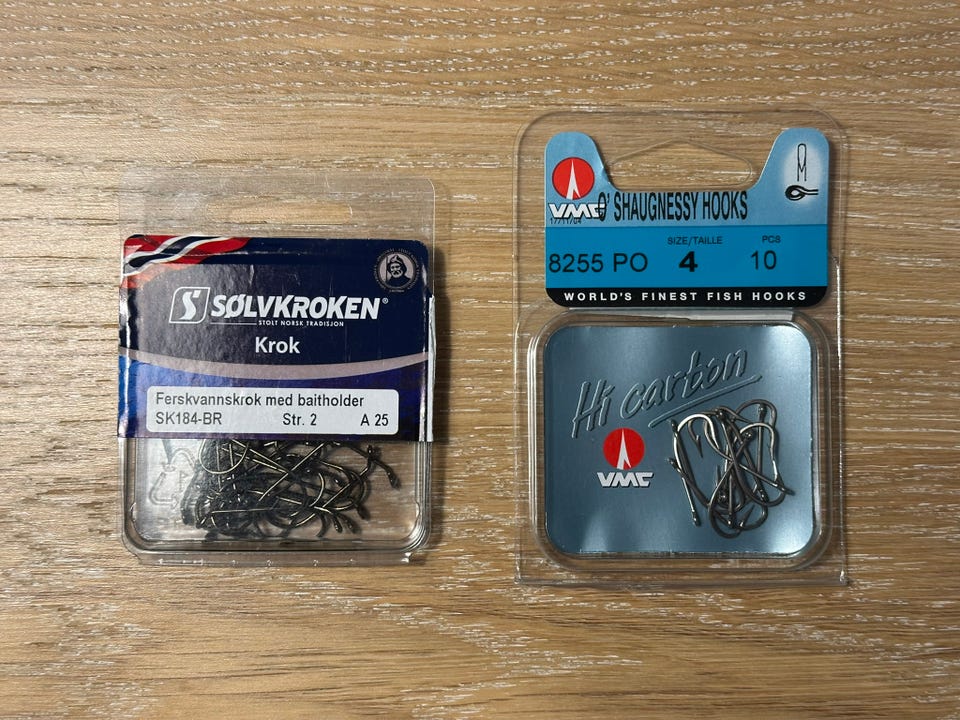 SØLVKROKEN®
STOLT NORSK TRADISJON
Krok
Ferskvannskrok med baitholder
SK184-BR Str. 2 A 25
VMC O' SHAUGNESSY HOOKS
17711704
SIZE/TAILLE PCS
8255 PO 4 10
WORLD'S FINEST FISH HOOKS
Hi carbon
VMC